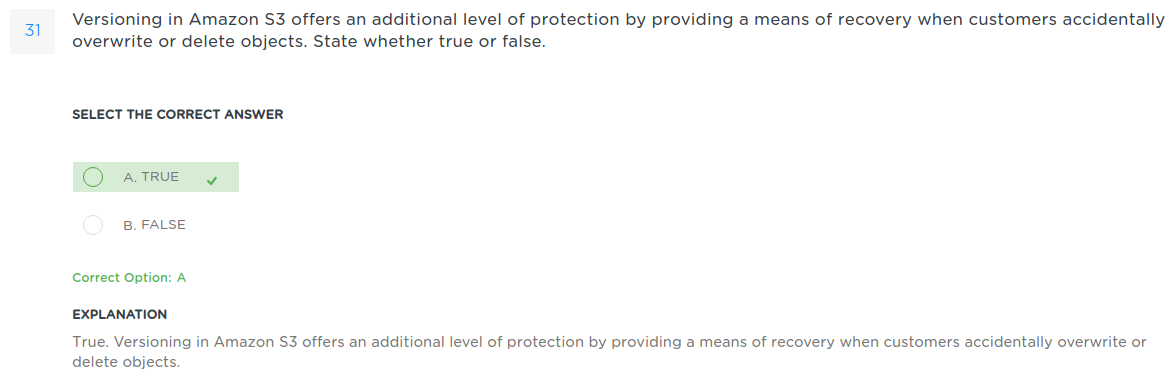 31
Versioning in Amazon S3 offers an additional level of protection by providing a means of recovery when customers accidentally
overwrite or delete objects. State whether true or false.
SELECT THE CORRECT ANSWER
A. TRUE
B. FALSE
Correct Option: A
EXPLANATION
True. Versioning in Amazon S3 offers an additional level of protection by providing a means of recovery when customers accidentally overwrite or
delete objects.